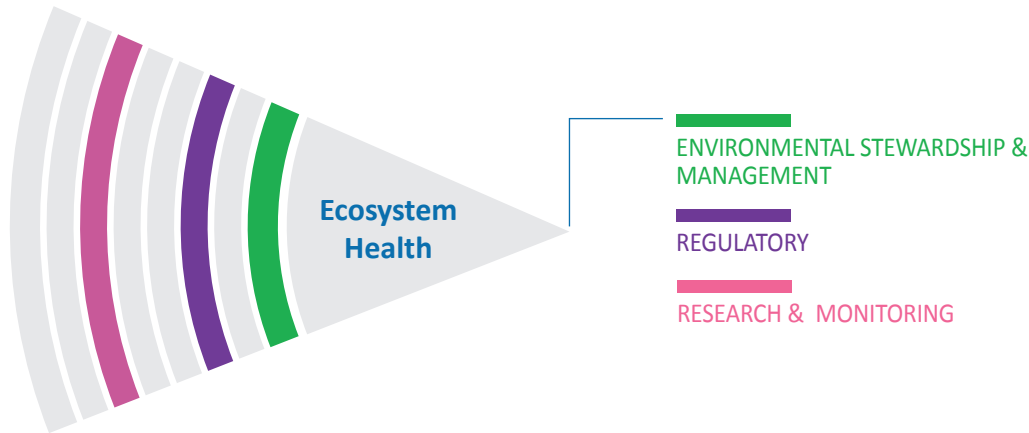 Ecosystem
Health
ENVIRONMENTAL STEWARDSHIP &
MANAGEMENT
REGULATORY
RESEARCH & MONITORING